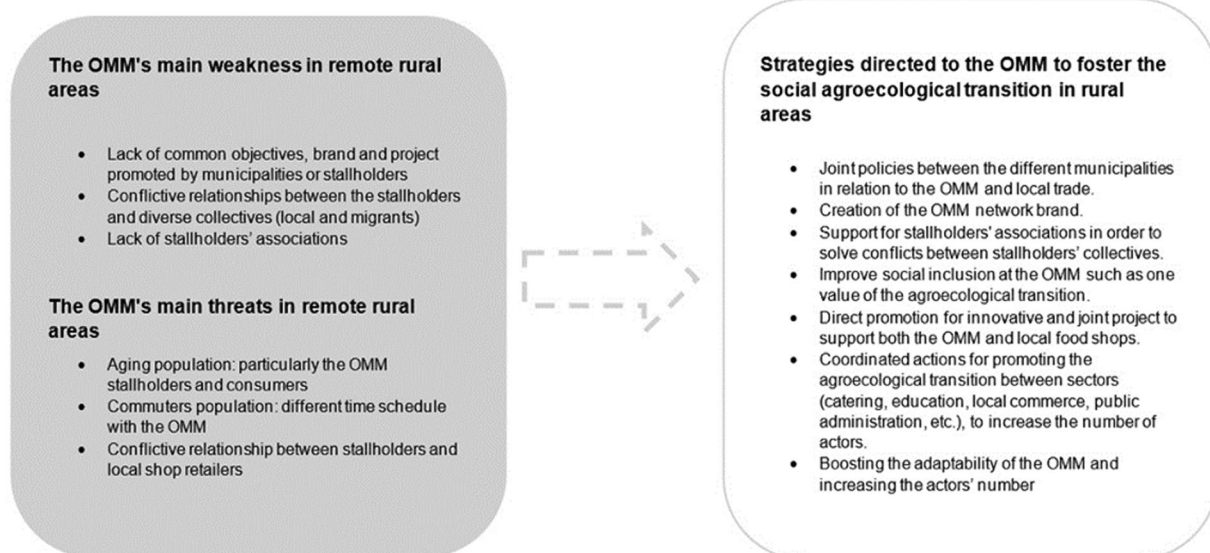 The OMM's main weakness in remote rural
areas
• Lack of common objectives, brand and project
promoted by municipalities or stallholders
• Conflictive relationships between the stallholders
and diverse collectives (local and migrants)
• Lack of stallholders' associations
The OMM's main threats in remote rural
areas
• Aging population: particularly the OMM
stallholders and consumers
• Commuters population: different time schedule
with the OMM
• Conflictive relationship between stallholders and
local shop retailers
Strategies directed to the OMM to foster the
social agroecological transition in rural
areas
• Joint policies between the different municipalities
in relation to the OMM and local trade.
• Creation of the OMM network brand.
• Support for stallholders' associations in order to
solve conflicts between stallholders' collectives.
• Improve social inclusion at the OMM such as one
value of the agroecological transition.
• Direct promotion for innovative and joint project to
support both the OMM and local food shops.
• Coordinated actions for promoting the
agroecological transition between sectors
(catering, education, local commerce, public
administration, etc.), to increase the number of
actors.
• Boosting the adaptability of the OMM and
increasing the actors' number